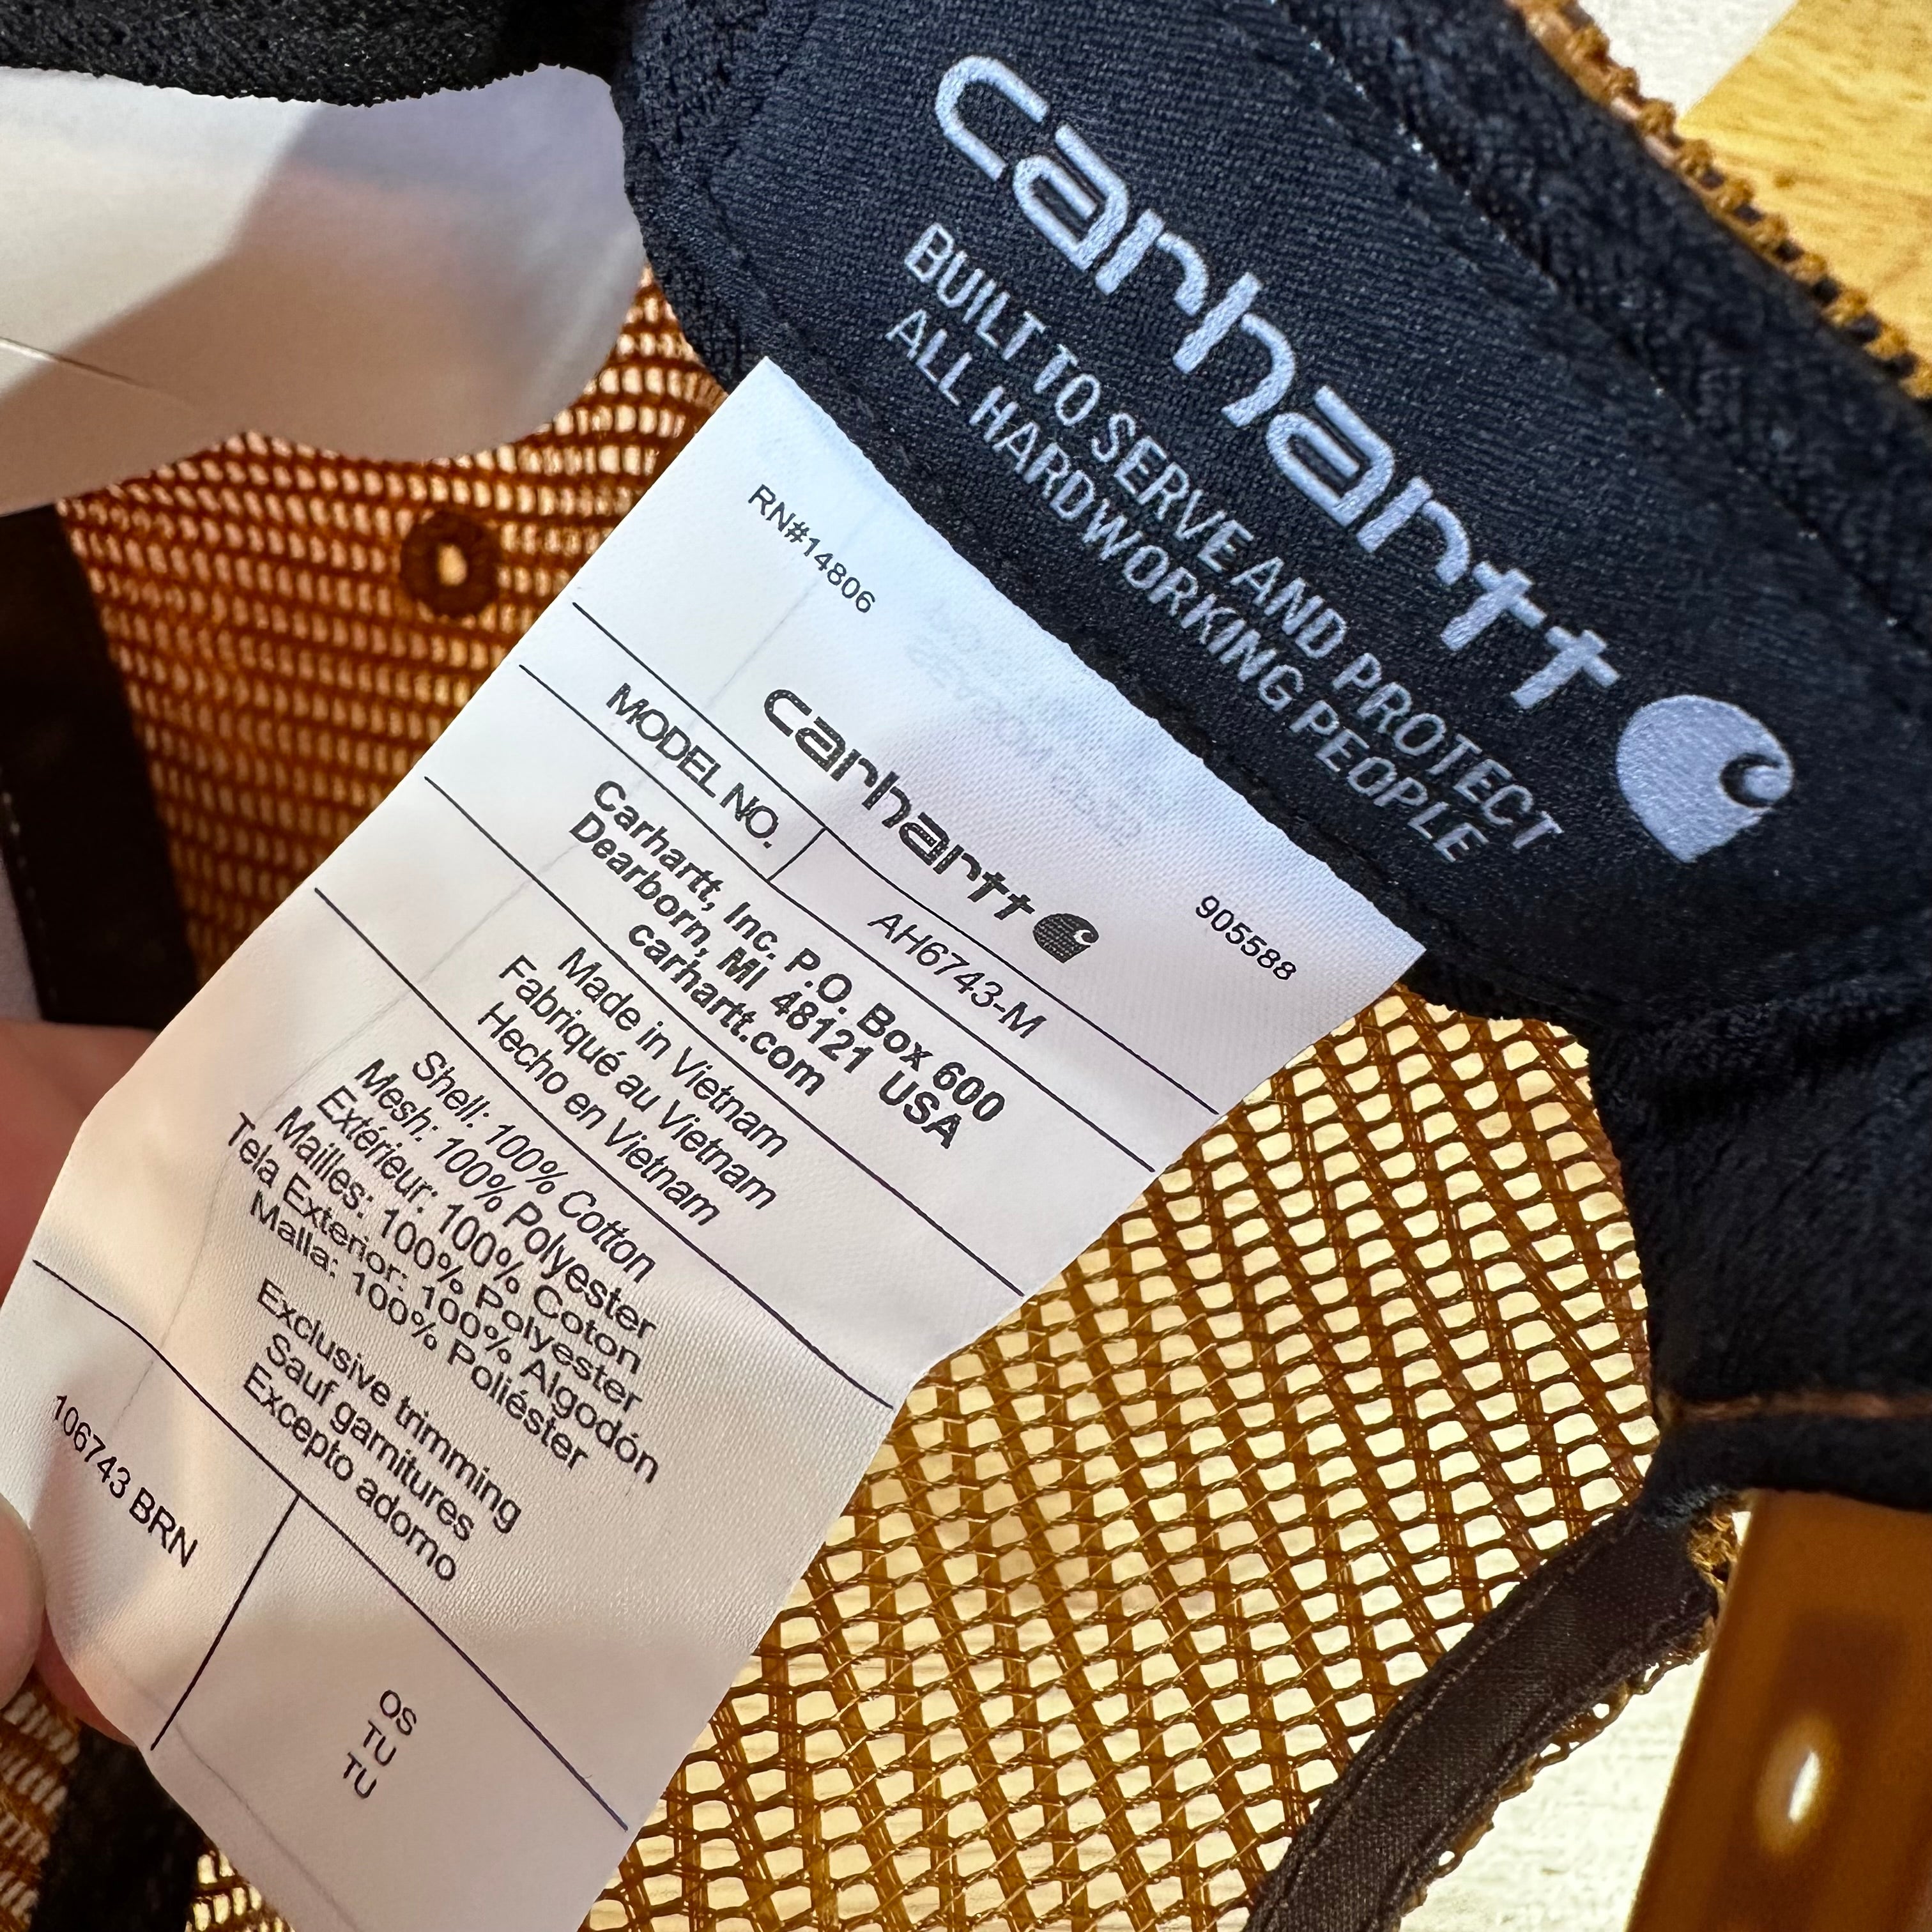 carhartt
BUILT TO SERVE AND PROTECT
ALL HARDWORKING PEOPLE
RN#14806
905588
carhartt
MODEL NO. AH6743-M
Carhartt, Inc. P.O. Box 600
Dearborn, MI 48121 USA
carhartt.com
Made in Vietnam
Fabriqué au Vietnam
Hecho en Vietnam
Shell: 100% Cotton
Mesh: 100% Polyester
Extérieur: 100% Coton
Mailles: 100% Polyester
Tela Exterior: 100% Algodón
Malla: 100% Poliéster
Exclusive trimming
Sauf garnitures
Excepto adorno
106743 BRN
OS
TU
TU